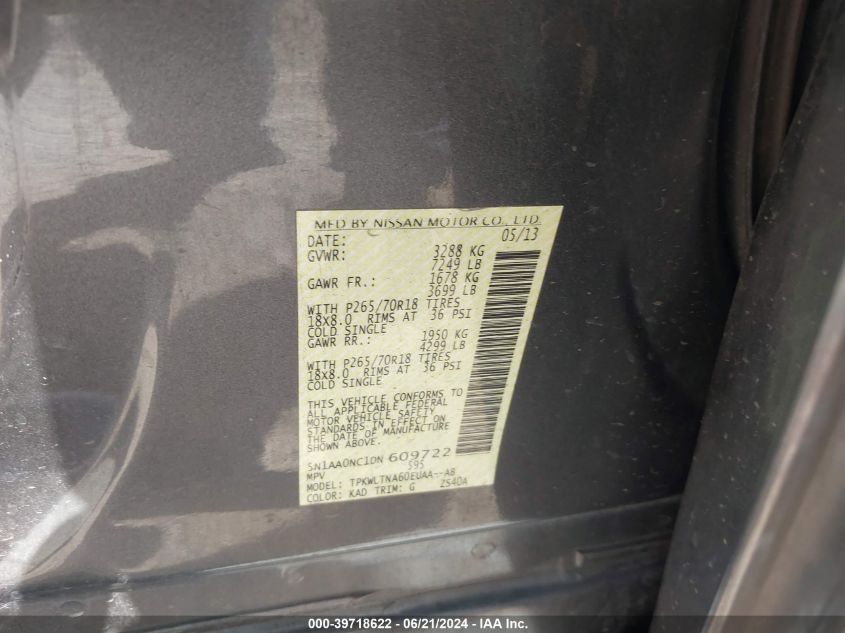 MFD BY NISSAN MOTOR CO., LTD.
DATE: 05/13
GVWR: 3288 KG
7249 LB
GAWR FR.: 1678 KG
3699 LB
WITH P265/70R18 TIRES
18x8.0 RIMS AT 36 PSI
COLD SINGLE
GAWR RR.: 1950 KG
4299 LB
WITH P265/70R18 TIRES
18x8.0 RIMS AT 36 PSI
COLD SINGLE
THIS VEHICLE CONFORMS TO
ALL APPLICABLE FEDERAL
MOTOR VEHICLE SAFETY
STANDARDS IN EFFECT ON
THE DATE OF MANUFACTURE
SHOWN ABOVE.
5N1AA0NC1DN 609722
MPV S95
MODEL: TPKWLTNA60EUAA--AB
COLOR: KAD TRIM: G ZS40A
000-39718622 - 06/21/2024 - IAA, Inc.